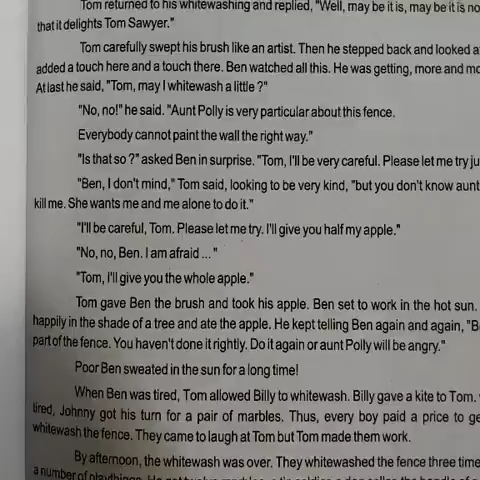 Tom returned to his whitewashing and replied, "Well, may be it is, may be it is no
that it delights Tom Sawyer."
Tom carefully swept his brush like an artist. Then he stepped back and looked a
added a touch here and a touch there. Ben watched all this. He was getting, more and mo
At last he said, "Tom, may I whitewash a little ?"
"No, no!" he said. "Aunt Polly is very particular about this fence.
Everybody cannot paint the wall the right way."
"Is that so ?" asked Ben in surprise. "Tom, I'll be very careful. Please let me try ju
"Ben, I don't mind," Tom said, looking to be very kind, "but you don't know aunt
kill me. She wants me and me alone to do it."
"I'll be careful, Tom. Please let me try. I'll give you half my apple."
"No, no, Ben. I am afraid ... "
"Tom, I'll give you the whole apple."
Tom gave Ben the brush and took his apple. Ben set to work in the hot sun.
happily in the shade of a tree and ate the apple. He kept telling Ben again and again, "B
part of the fence. You haven't done it rightly. Do it again or aunt Polly will be angry."
Poor Ben sweated in the sun for a long time!
When Ben was tired, Tom allowed Billy to whitewash. Billy gave a kite to Tom.
tired, Johnny got his turn for a pair of marbles. Thus, every boy paid a price to ge
whitewash the fence. They came to laugh at Tom but Tom made them work.
By afternoon, the whitewash was over. They whitewashed the fence three time
a number of playthings. He got twelve marbles, a tin soldier, a dog collar, the handle of a